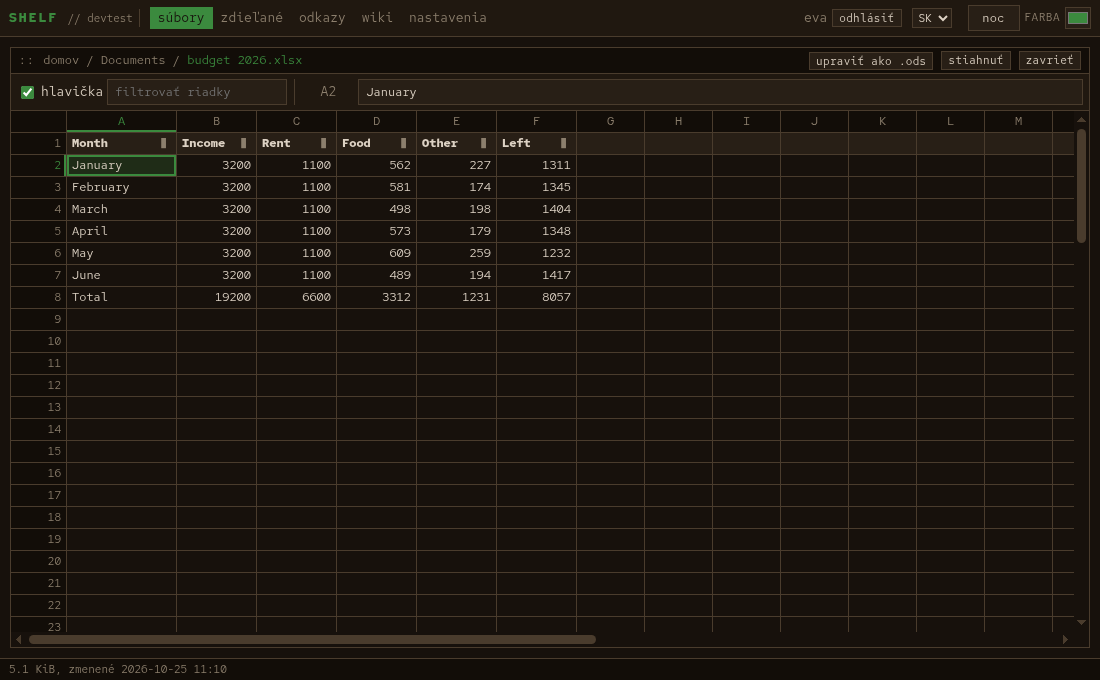 SHELF // devtest súbory zdieľané odkazy wiki nastavenia eva odhlásiť SK noc FARBA
:: domov / Documents / budget 2026.xlsx upraviť ako .ods stiahnuť zavrieť
hlavička filtrovať riadky A2 January
A B C D E F G H I J K L M
1 Month Income Rent Food Other Left
2 January 3200 1100 562 227 1311
3 February 3200 1100 581 174 1345
4 March 3200 1100 498 198 1404
5 April 3200 1100 573 179 1348
6 May 3200 1100 609 259 1232
7 June 3200 1100 489 194 1417
8 Total 19200 6600 3312 1231 8057
9
10
11
12
13
14
15
16
17
18
19
20
21
22
23
5.1 KiB, zmenené 2026-10-25 11:10